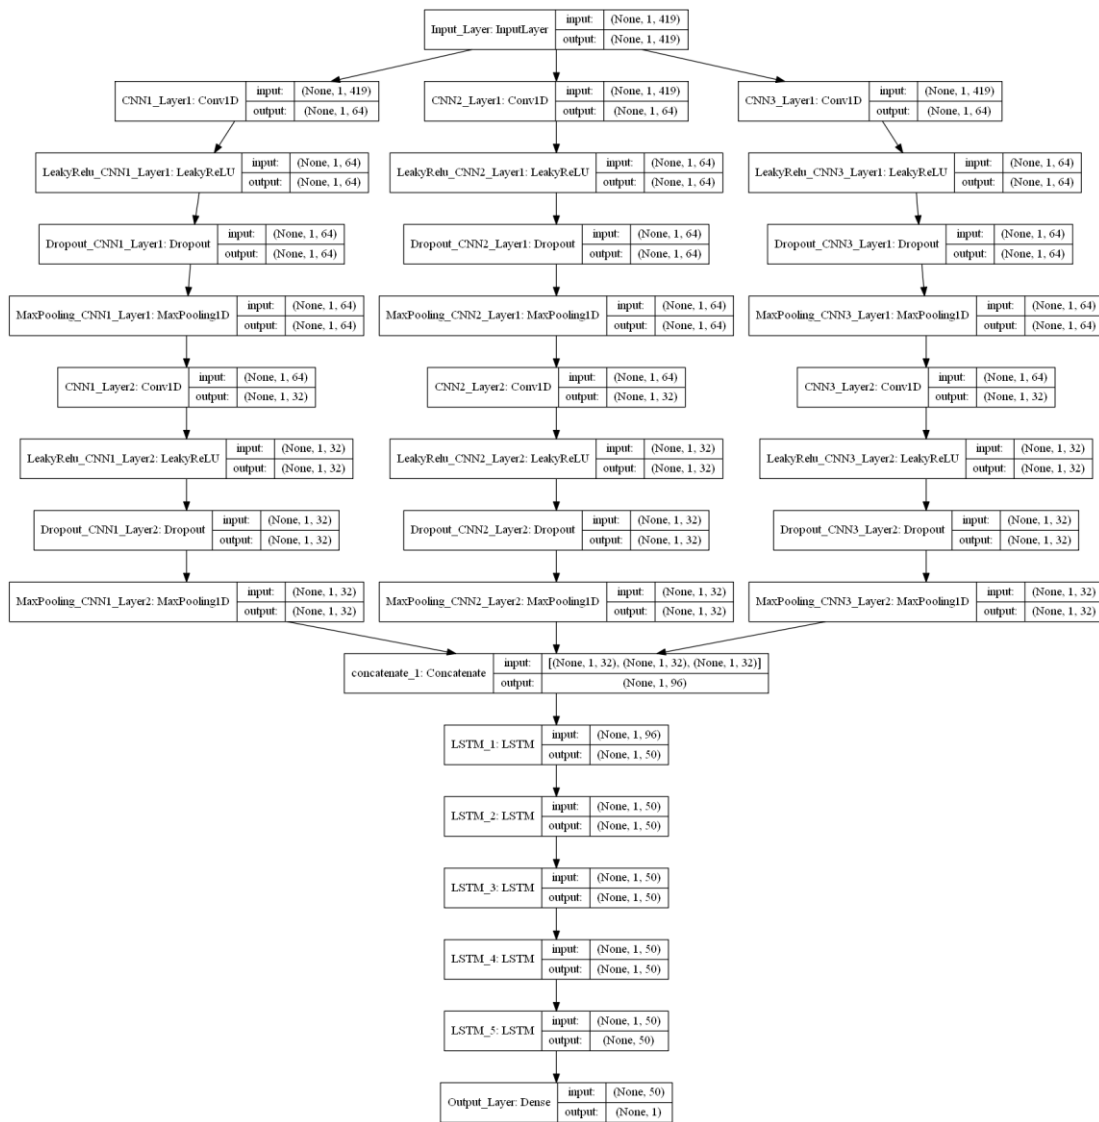 Input_Layer: InputLayer input: (None, 1, 419)
output: (None, 1, 419)
CNN1_Layer1: Conv1D input: (None, 1, 419)
output: (None, 1, 64)
CNN2_Layer1: Conv1D input: (None, 1, 419)
output: (None, 1, 64)
CNN3_Layer1: Conv1D input: (None, 1, 419)
output: (None, 1, 64)
LeakyRelu_CNN1_Layer1: LeakyReLU input: (None, 1, 64)
output: (None, 1, 64)
LeakyRelu_CNN2_Layer1: LeakyReLU input: (None, 1, 64)
output: (None, 1, 64)
LeakyRelu_CNN3_Layer1: LeakyReLU input: (None, 1, 64)
output: (None, 1, 64)
Dropout_CNN1_Layer1: Dropout input: (None, 1, 64)
output: (None, 1, 64)
Dropout_CNN2_Layer1: Dropout input: (None, 1, 64)
output: (None, 1, 64)
Dropout_CNN3_Layer1: Dropout input: (None, 1, 64)
output: (None, 1, 64)
MaxPooling_CNN1_Layer1: MaxPooling1D input: (None, 1, 64)
output: (None, 1, 64)
MaxPooling_CNN2_Layer1: MaxPooling1D input: (None, 1, 64)
output: (None, 1, 64)
MaxPooling_CNN3_Layer1: MaxPooling1D input: (None, 1, 64)
output: (None, 1, 64)
CNN1_Layer2: Conv1D input: (None, 1, 64)
output: (None, 1, 32)
CNN2_Layer2: Conv1D input: (None, 1, 64)
output: (None, 1, 32)
CNN3_Layer2: Conv1D input: (None, 1, 64)
output: (None, 1, 32)
LeakyRelu_CNN1_Layer2: LeakyReLU input: (None, 1, 32)
output: (None, 1, 32)
LeakyRelu_CNN2_Layer2: LeakyReLU input: (None, 1, 32)
output: (None, 1, 32)
LeakyRelu_CNN3_Layer2: LeakyReLU input: (None, 1, 32)
output: (None, 1, 32)
Dropout_CNN1_Layer2: Dropout input: (None, 1, 32)
output: (None, 1, 32)
Dropout_CNN2_Layer2: Dropout input: (None, 1, 32)
output: (None, 1, 32)
Dropout_CNN3_Layer2: Dropout input: (None, 1, 32)
output: (None, 1, 32)
MaxPooling_CNN1_Layer2: MaxPooling1D input: (None, 1, 32)
output: (None, 1, 32)
MaxPooling_CNN2_Layer2: MaxPooling1D input: (None, 1, 32)
output: (None, 1, 32)
MaxPooling_CNN3_Layer2: MaxPooling1D input: (None, 1, 32)
output: (None, 1, 32)
concatenate_1: Concatenate input: [(None, 1, 32), (None, 1, 32), (None, 1, 32)]
output: (None, 1, 96)
LSTM_1: LSTM input: (None, 1, 96)
output: (None, 1, 50)
LSTM_2: LSTM input: (None, 1, 50)
output: (None, 1, 50)
LSTM_3: LSTM input: (None, 1, 50)
output: (None, 1, 50)
LSTM_4: LSTM input: (None, 1, 50)
output: (None, 1, 50)
LSTM_5: LSTM input: (None, 1, 50)
output: (None, 50)
Output_Layer: Dense input: (None, 50)
output: (None, 1)